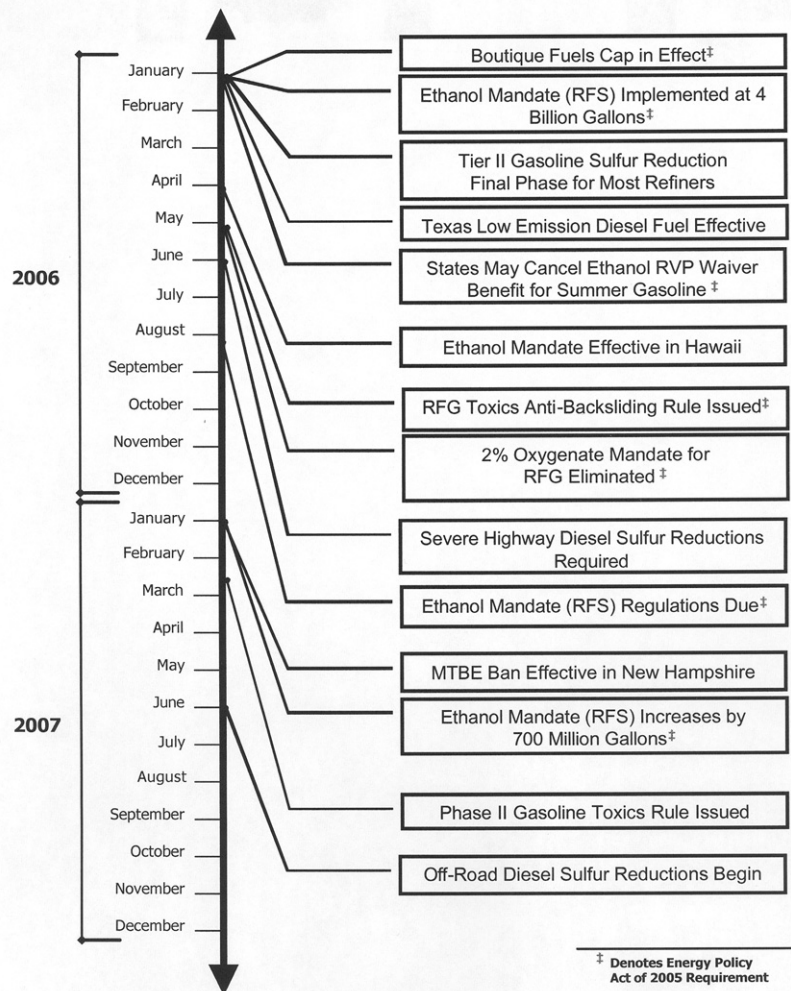 2006
January
February
March
April
May
June
July
August
September
October
November
December
2007
January
February
March
April
May
June
July
August
September
October
November
December
Boutique Fuels Cap in Effect‡
Ethanol Mandate (RFS) Implemented at 4
Billion Gallons‡
Tier II Gasoline Sulfur Reduction
Final Phase for Most Refiners
Texas Low Emission Diesel Fuel Effective
States May Cancel Ethanol RVP Waiver
Benefit for Summer Gasoline ‡
Ethanol Mandate Effective in Hawaii
RFG Toxics Anti-Backsliding Rule Issued‡
2% Oxygenate Mandate for
RFG Eliminated ‡
Severe Highway Diesel Sulfur Reductions
Required
Ethanol Mandate (RFS) Regulations Due‡
MTBE Ban Effective in New Hampshire
Ethanol Mandate (RFS) Increases by
700 Million Gallons‡
Phase II Gasoline Toxics Rule Issued
Off-Road Diesel Sulfur Reductions Begin
‡ Denotes Energy Policy
Act of 2005 Requirement